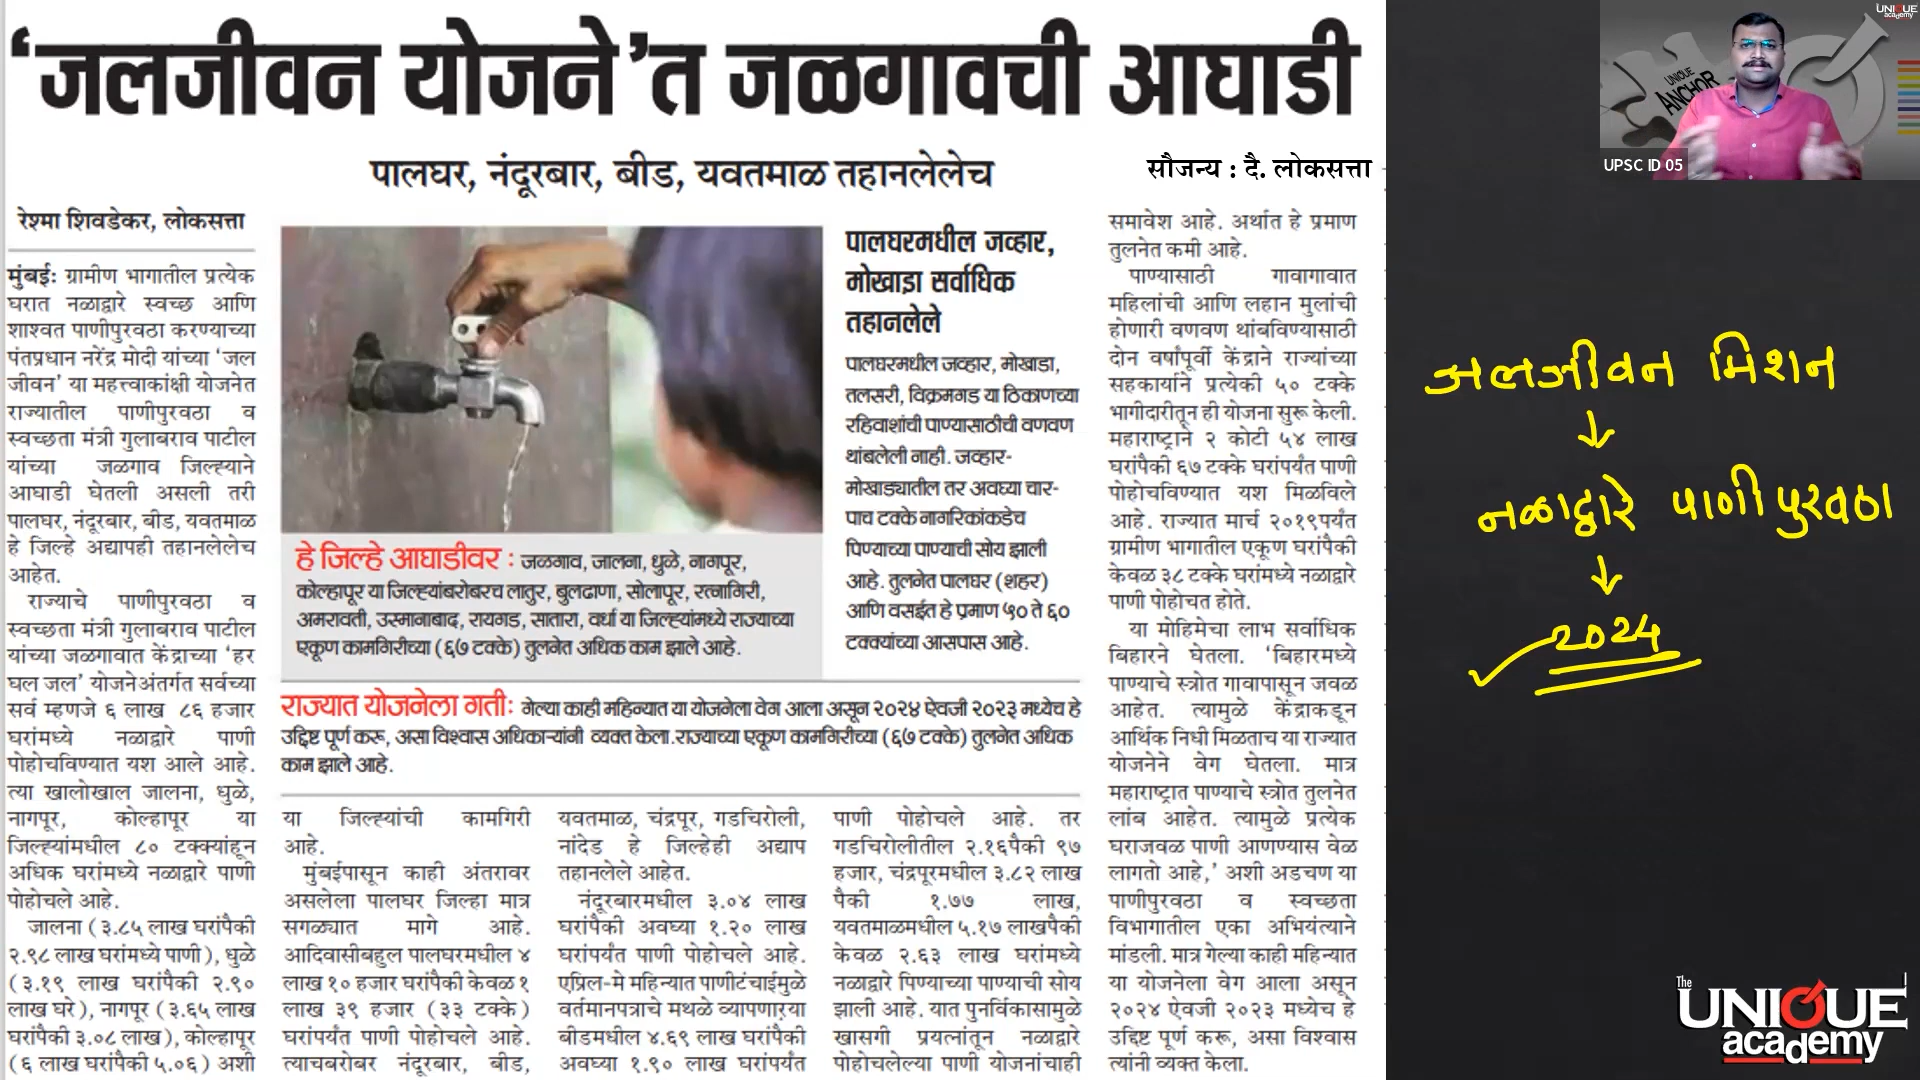 ‘जलजीवन योजने’त जळगावची आघाडी
पालघर, नंदूरबार, बीड, यवतमाळ तहानलेलेच
सौजन्य : दै. लोकसत्ता
रेश्मा शिवडेकर, लोकसत्ता
मुंबई: ग्रामीण भागातील प्रत्येक
घरात नळाद्वारे स्वच्छ आणि
शाश्वत पाणीपुरवठा करण्याच्या
पंतप्रधान नरेंद्र मोदी यांच्या ‘जल
जीवन’ या महत्त्वाकांक्षी योजनेत
राज्यातील पाणीपुरवठा व
स्वच्छता मंत्री गुलाबराव पाटील
यांच्या जळगाव जिल्ह्याने
आघाडी घेतली असली तरी
पालघर, नंदूरबार, बीड, यवतमाळ
हे जिल्हे अद्यापही तहानलेलेच
आहेत.
राज्याचे पाणीपुरवठा व
स्वच्छता मंत्री गुलाबराव पाटील
यांच्या जळगावात केंद्राच्या ‘हर
घल जल’ योजनेअंतर्गत सर्वच्या
सर्व म्हणजे ६ लाख ८६ हजार
घरांमध्ये नळाद्वारे पाणी
पोहोचविण्यात यश आले आहे.
त्या खालोखाल जालना, धुळे,
नागपूर, कोल्हापूर या
जिल्ह्यांमधील ८० टक्क्यांहून
अधिक घरांमध्ये नळाद्वारे पाणी
पोहोचले आहे.
जालना (३.८५ लाख घरांपैकी
२.९८ लाख घरांमध्ये पाणी), धुळे
(३.१९ लाख घरांपैकी २.९०
लाख घरे), नागपूर (३.६५ लाख
घरांपैकी ३.०८ लाख), कोल्हापूर
(६ लाख घरांपैकी ५.०६) अशी
हे जिल्हे आघाडीवर : जळगाव, जालना, धुळे, नागपूर,
कोल्हापूर या जिल्ह्यांबरोबरच लातुर, बुलढाणा, सोलापूर, रत्नागिरी,
अमरावती, उस्मानाबाद, रायगड, सातारा, वर्धा या जिल्ह्यांमध्ये राज्याच्या
एकूण कामगिरीच्या (६७ टक्के) तुलनेत अधिक काम झाले आहे.
पालघरमधील जव्हार,
मोखाडा सर्वाधिक
तहानलेले
पालघरमधील जव्हार, मोखाडा,
तलसरी, विक्रमगड या ठिकाणच्या
रहिवाशांची पाण्यासाठीची वणवण
थांबलेली नाही. जव्हार-
मोखाड्यातील तर अवघ्या चार-
पाच टक्के नागरिकांकडेच
पिण्याच्या पाण्याची सोय झाली
आहे. तुलनेत पालघर (शहर)
आणि वसईत हे प्रमाण ५० ते ६०
टक्क्यांच्या आसपास आहे.
राज्यात योजनेला गती: गेल्या काही महिन्यात या योजनेला वेग आला असून २०२४ ऐवजी २०२३ मध्येच हे
उद्दिष्ट पूर्ण करू, असा विश्वास अधिकाऱ्यांनी व्यक्त केला.राज्याच्या एकूण कामगिरीच्या (६७ टक्के) तुलनेत अधिक
काम झाले आहे.
या जिल्ह्यांची कामगिरी
आहे.
मुंबईपासून काही अंतरावर
असलेला पालघर जिल्हा मात्र
सगळ्यात मागे आहे.
आदिवासीबहुल पालघरमधील ४
लाख १० हजार घरांपैकी केवळ १
लाख ३९ हजार (३३ टक्के)
घरांपर्यंत पाणी पोहोचले आहे.
त्याचबरोबर नंदूरबार, बीड,
यवतमाळ, चंद्रपूर, गडचिरोली,
नांदेड हे जिल्हेही अद्याप
तहानलेले आहेत.
नंदूरबारमधील ३.०४ लाख
घरांपैकी अवघ्या १.२० लाख
घरांपर्यंत पाणी पोहोचले आहे.
एप्रिल-मे महिन्यात पाणीटंचाईमुळे
वर्तमानपत्राचे मथळे व्यापणाऱ्या
बीडमधील ४.६९ लाख घरांपैकी
अवघ्या १.९० लाख घरांपर्यंत
पाणी पोहोचले आहे. तर
गडचिरोलीतील २.१६पैकी ९७
हजार, चंद्रपूरमधील ३.८२ लाख
पैकी १.७७ लाख,
यवतमाळमधील ५.१७ लाखपैकी
केवळ २.६३ लाख घरांमध्ये
नळाद्वारे पिण्याच्या पाण्याची सोय
झाली आहे. यात पुनर्विकासामुळे
खासगी प्रयत्नांतून नळाद्वारे
पोहोचलेल्या पाणी योजनांचाही
समावेश आहे. अर्थात हे प्रमाण
तुलनेत कमी आहे.
पाण्यासाठी गावागावात
महिलांची आणि लहान मुलांची
होणारी वणवण थांबविण्यासाठी
दोन वर्षांपूर्वी केंद्राने राज्यांच्या
सहकार्याने प्रत्येकी ५० टक्के
भागीदारीतून ही योजना सुरू केली.
महाराष्ट्राने २ कोटी ५४ लाख
घरांपैकी ६७ टक्के घरांपर्यंत पाणी
पोहोचविण्यात यश मिळविले
आहे. राज्यात मार्च २०१९पर्यंत
ग्रामीण भागातील एकूण घरांपैकी
केवळ ३८ टक्के घरांमध्ये नळाद्वारे
पाणी पोहोचत होते.
या मोहिमेचा लाभ सर्वाधिक
बिहारने घेतला. ‘बिहारमध्ये
पाण्याचे स्त्रोत गावापासून जवळ
आहेत. त्यामुळे केंद्राकडून
आर्थिक निधी मिळताच या राज्यात
योजनेने वेग घेतला. मात्र
महाराष्ट्रात पाण्याचे स्त्रोत तुलनेत
लांब आहेत. त्यामुळे प्रत्येक
घराजवळ पाणी आणण्यास वेळ
लागतो आहे,’ अशी अडचण या
पाणीपुरवठा व स्वच्छता
विभागातील एका अभियंत्याने
मांडली. मात्र गेल्या काही महिन्यात
या योजनेला वेग आला असून
२०२४ ऐवजी २०२३ मध्येच हे
उद्दिष्ट पूर्ण करू, असा विश्वास
त्यांनी व्यक्त केला.
UNIQUE
academy
UNIQUE
ANCHOR
UPSC ID 05
जलजीवन मिशन
↓
नळाद्वारे पाणीपुरवठा
↓
✓ 2024
The
UNIQUE
academy